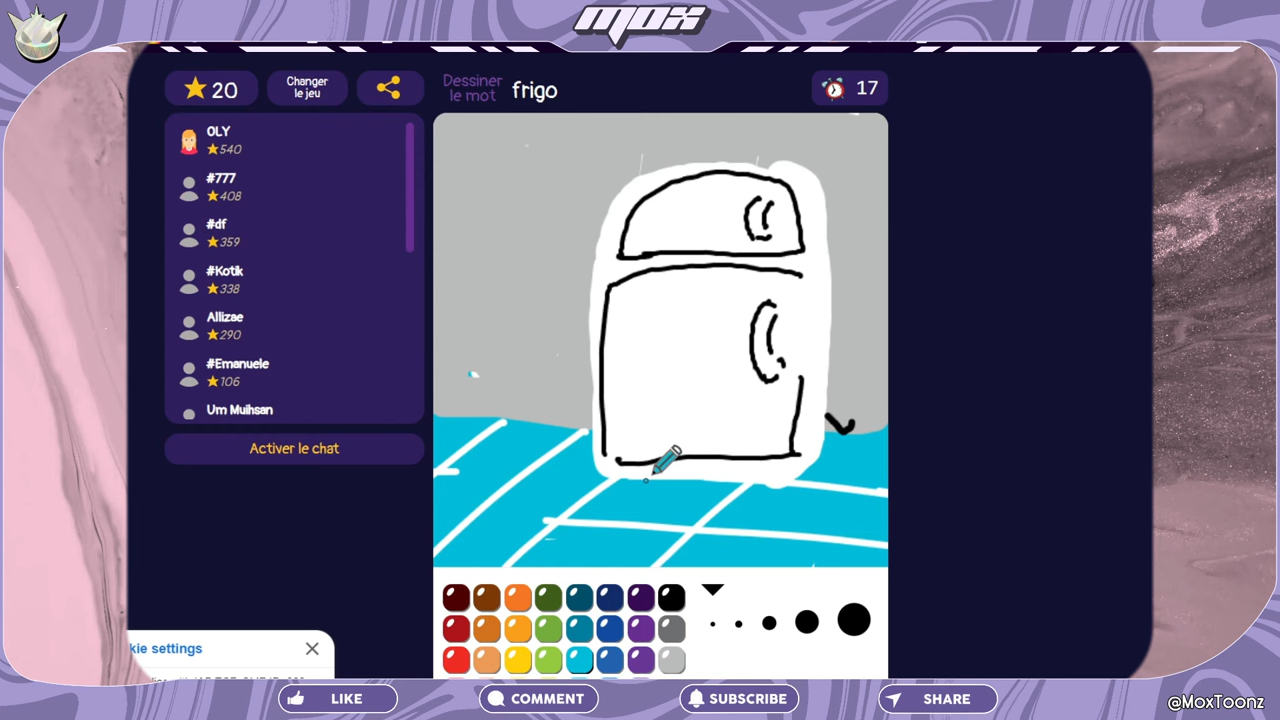 MOX
20
Changer
le jeu
Dessiner
le mot
frigo
17
OLY
540
#777
408
#df
359
#Kotik
338
Allizae
290
#Emanuele
106
Um Muihsan
Activer le chat
kie settings
LIKE
COMMENT
SUBSCRIBE
SHARE
@MoxToonz